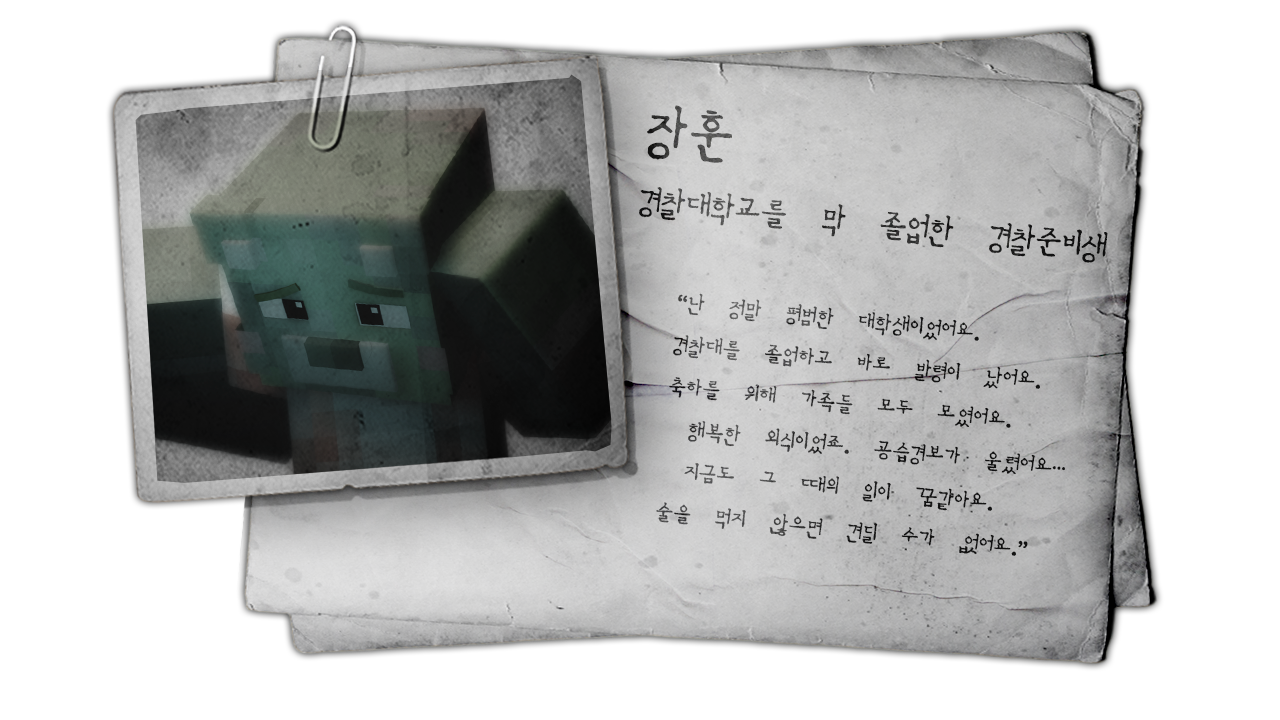 장훈
경찰대학교를 막 졸업한 경찰준비생
“난 정말 평범한 대학생이었어요.
경찰대를 졸업하고 바로 발령이 났어요.
축하를 위해 가족들 모두 모였어요.
행복한 외식이었죠. 공습경보가 울렸어요...
지금도 그 때의 일이 꿈같아요.
술을 먹지 않으면 견딜 수가 없었어요.”